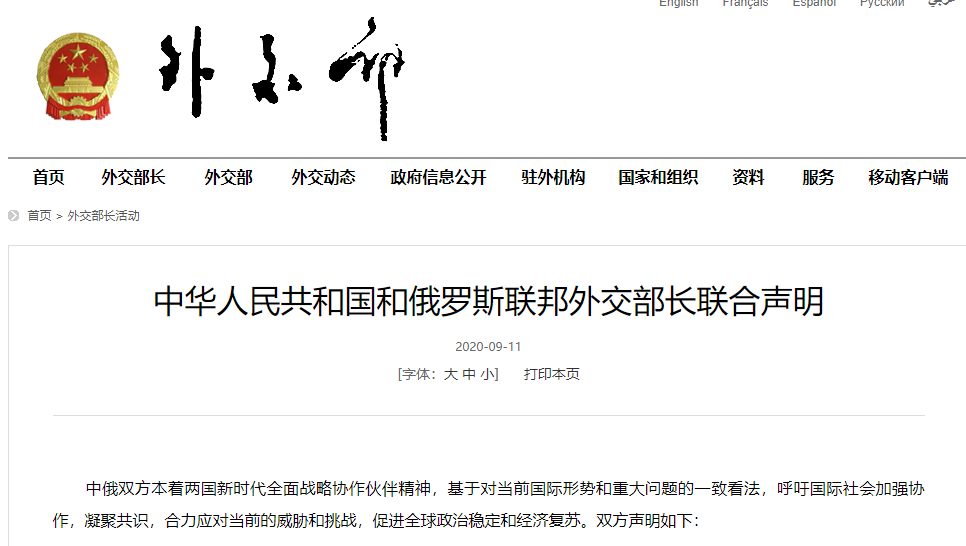 English Français Español Русский عربي
外交部
首页 外交部长 外交部 外交动态 政府信息公开 驻外机构 国家和组织 资料 服务 移动客户端
首页 > 外交部长活动
中华人民共和国和俄罗斯联邦外交部长联合声明
2020-09-11
[字体：大 中 小] 打印本页
中俄双方本着两国新时代全面战略协作伙伴精神，基于对当前国际形势和重大问题的一致看法，呼吁国际社会加强协
作，凝聚共识，合力应对当前的威胁和挑战，促进全球政治稳定和经济复苏。双方声明如下：